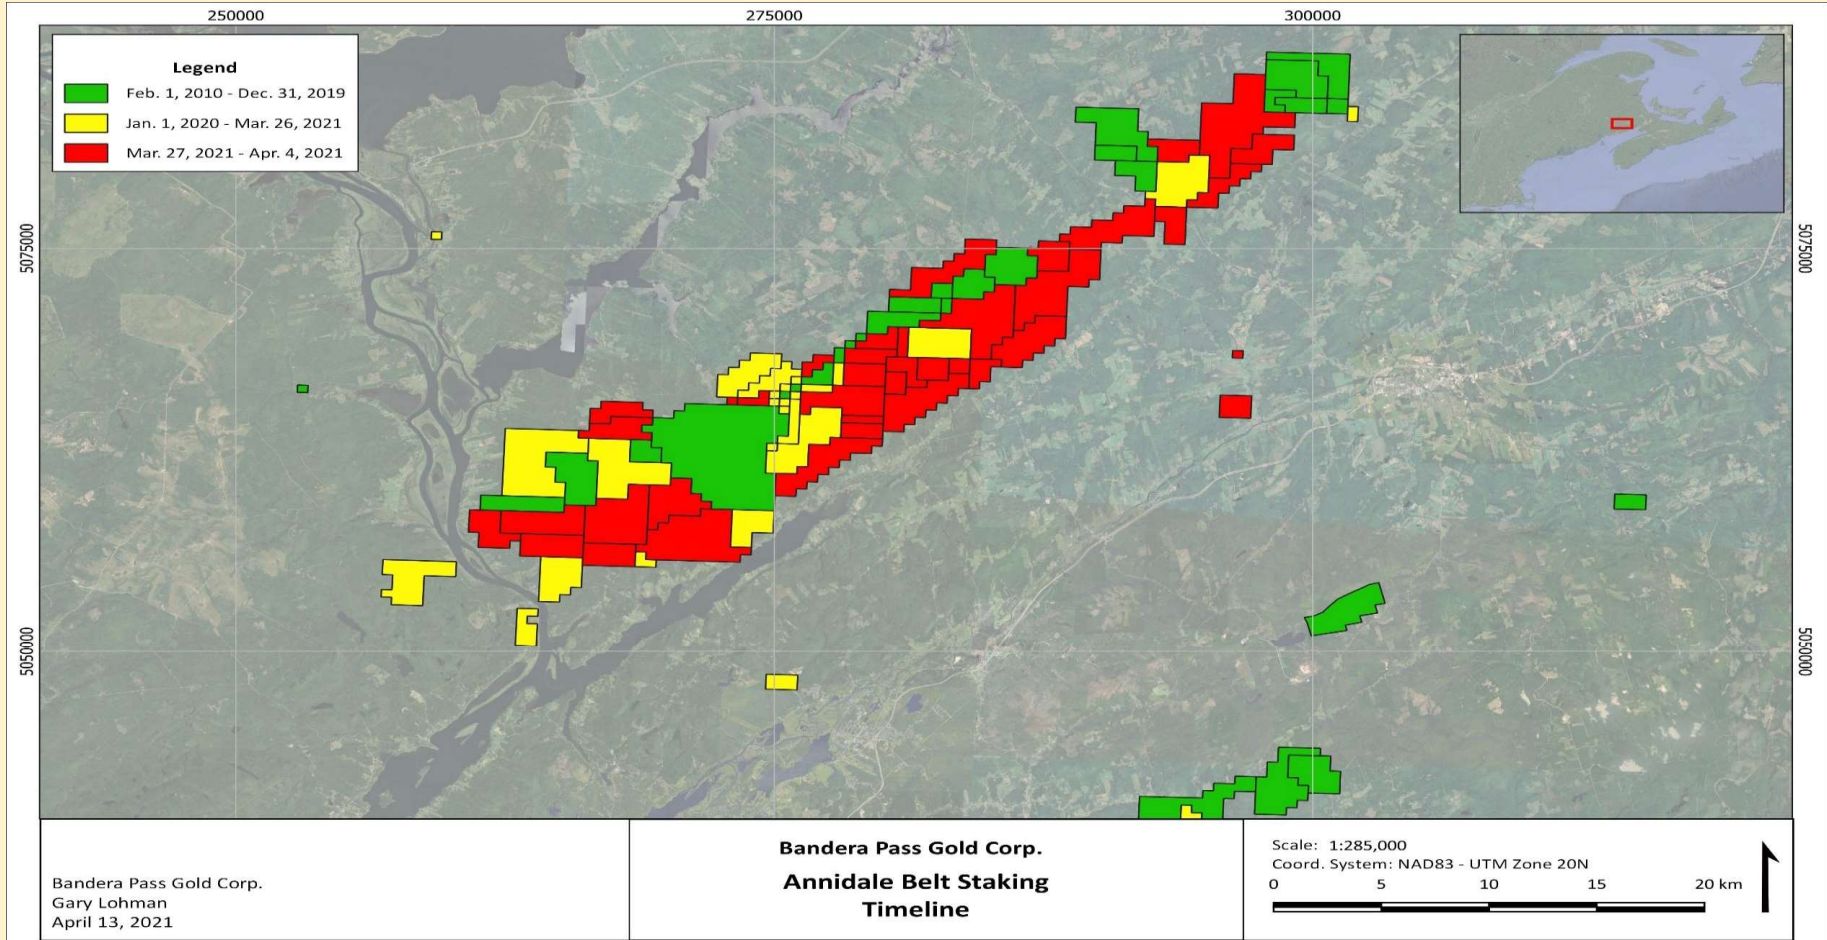 250000
275000
300000
Legend
Feb. 1, 2010 - Dec. 31, 2019
Jan. 1, 2020 - Mar. 26, 2021
Mar. 27, 2021 - Apr. 4, 2021
5075000
5075000
5050000
5050000
Bandera Pass Gold Corp.
Gary Lohman
April 13, 2021
Bandera Pass Gold Corp.
Annidale Belt Staking
Timeline
Scale: 1:285,000
Coord. System: NAD83 - UTM Zone 20N
0 5 10 15 20 km